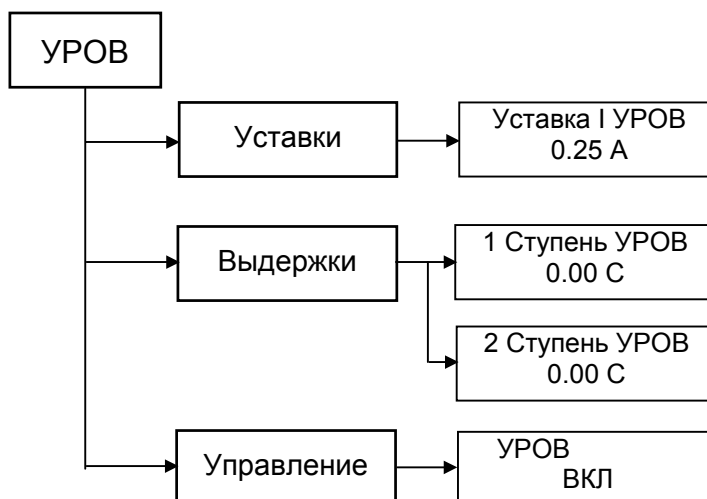 УРОВ
Уставки
Уставка I УРОВ
0.25 А
Выдержки
1 Ступень УРОВ
0.00 С
2 Ступень УРОВ
0.00 С
Управление
УРОВ
ВКЛ